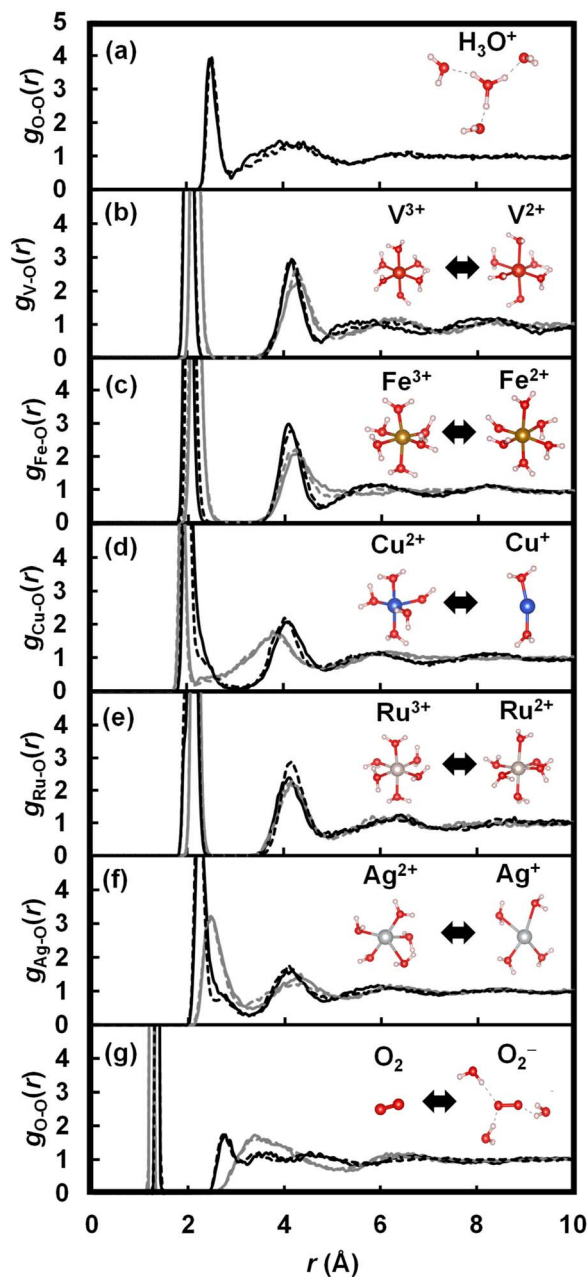 (a)
H₃O⁺
5
4
3
2
1
0
g_O-O(r)
(b)
V³⁺ V²⁺
4
3
2
1
0
g_V-O(r)
(c)
Fe³⁺ Fe²⁺
4
3
2
1
0
g_Fe-O(r)
(d)
Cu²⁺ Cu⁺
4
3
2
1
0
g_Cu-O(r)
(e)
Ru³⁺ Ru²⁺
4
3
2
1
0
g_Ru-O(r)
(f)
Ag²⁺ Ag⁺
4
3
2
1
0
g_Ag-O(r)
(g)
O₂ O₂⁻
4
3
2
1
0
g_O-O(r)
0 2 4 6 8 10
r (Å)